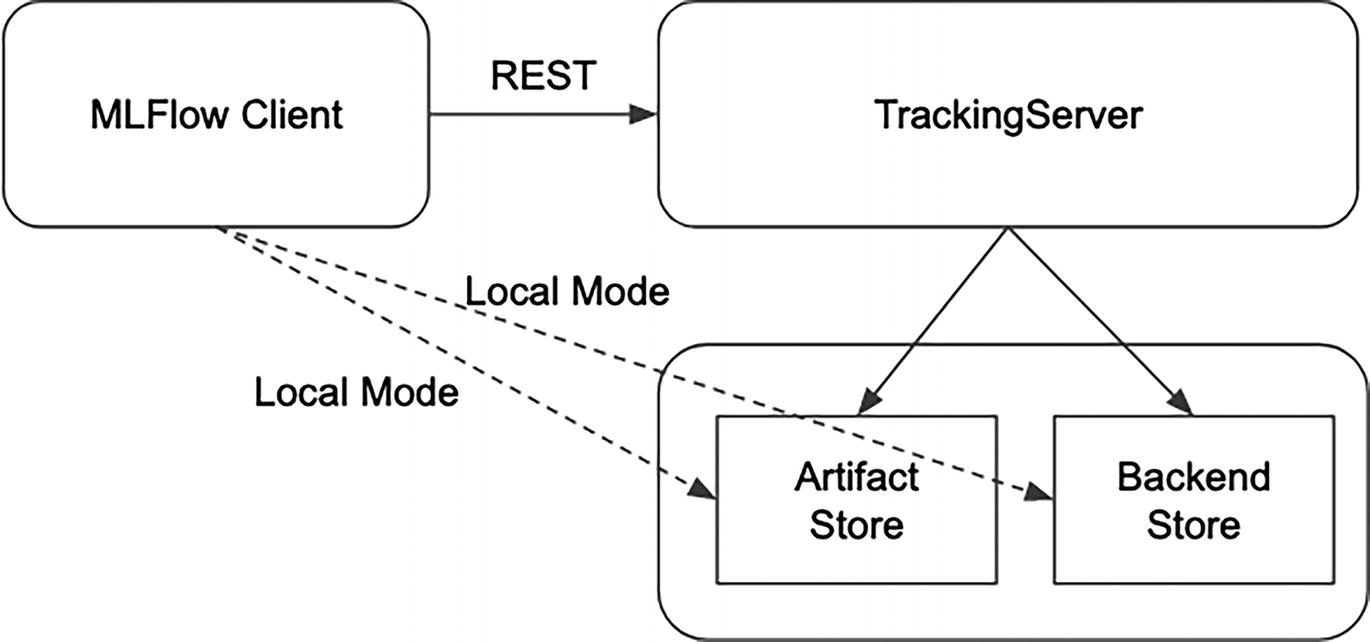 MLFlow Client
REST
TrackingServer
Local Mode
Local Mode
Artifact
Store
Backend
Store